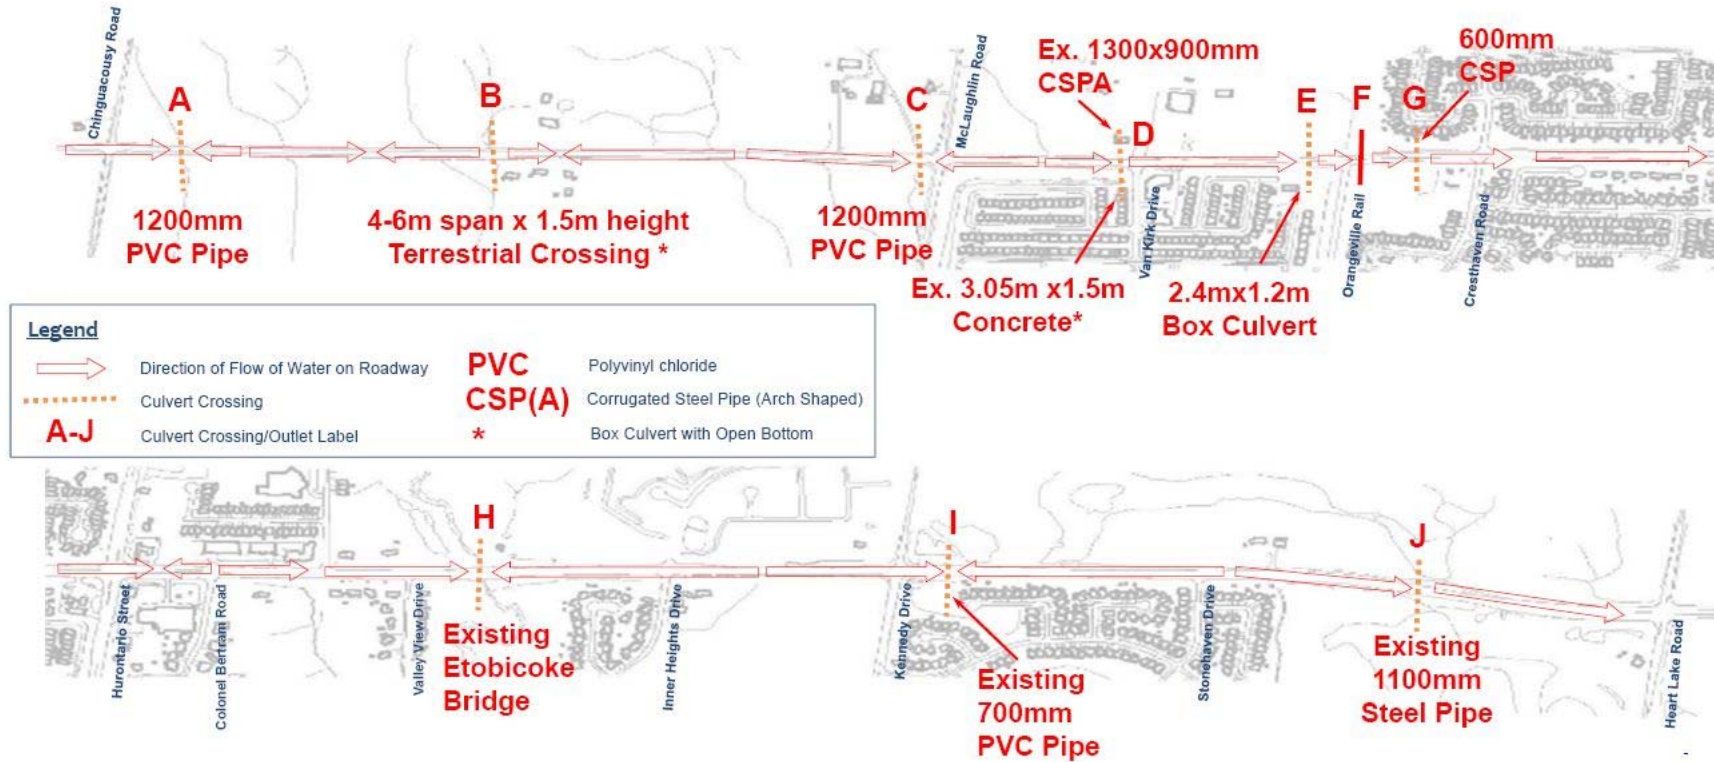 Chinguacousy Road
A
1200mm
PVC Pipe
B
4-6m span x 1.5m height
Terrestrial Crossing *
C
1200mm
PVC Pipe
McLaughlin Road
Ex. 1300x900mm
CSPA
D
Ex. 3.05m x1.5m
Concrete*
Van Kirk Drive
E
2.4mx1.2m
Box Culvert
F
Orangeville Rail
G
600mm
CSP
Cresthaven Road
Legend
Direction of Flow of Water on Roadway
Culvert Crossing
A-J Culvert Crossing/Outlet Label
PVC Polyvinyl chloride
CSP(A) Corrugated Steel Pipe (Arch Shaped)
* Box Culvert with Open Bottom
Hurontario Street
Colonel Bertram Road
Valley View Drive
H
Existing
Etobicoke
Bridge
Inner Heights Drive
Kennedy Drive
I
Existing
700mm
PVC Pipe
Stonehaven Drive
J
Existing
1100mm
Steel Pipe
Heart Lake Road